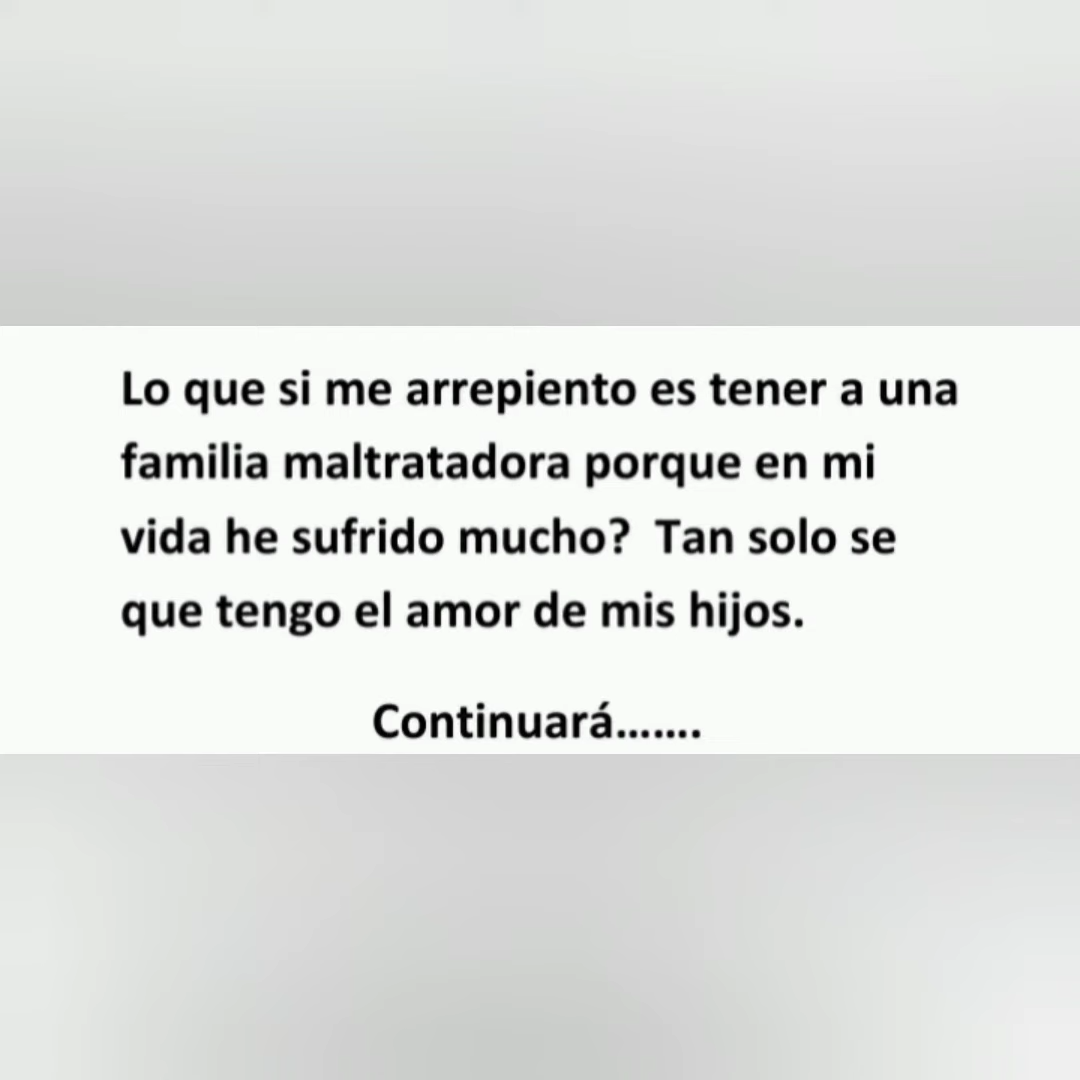 Lo que si me arrepiento es tener a una
familia maltratadora porque en mi
vida he sufrido mucho?  Tan solo se
que tengo el amor de mis hijos.
Continuará.......